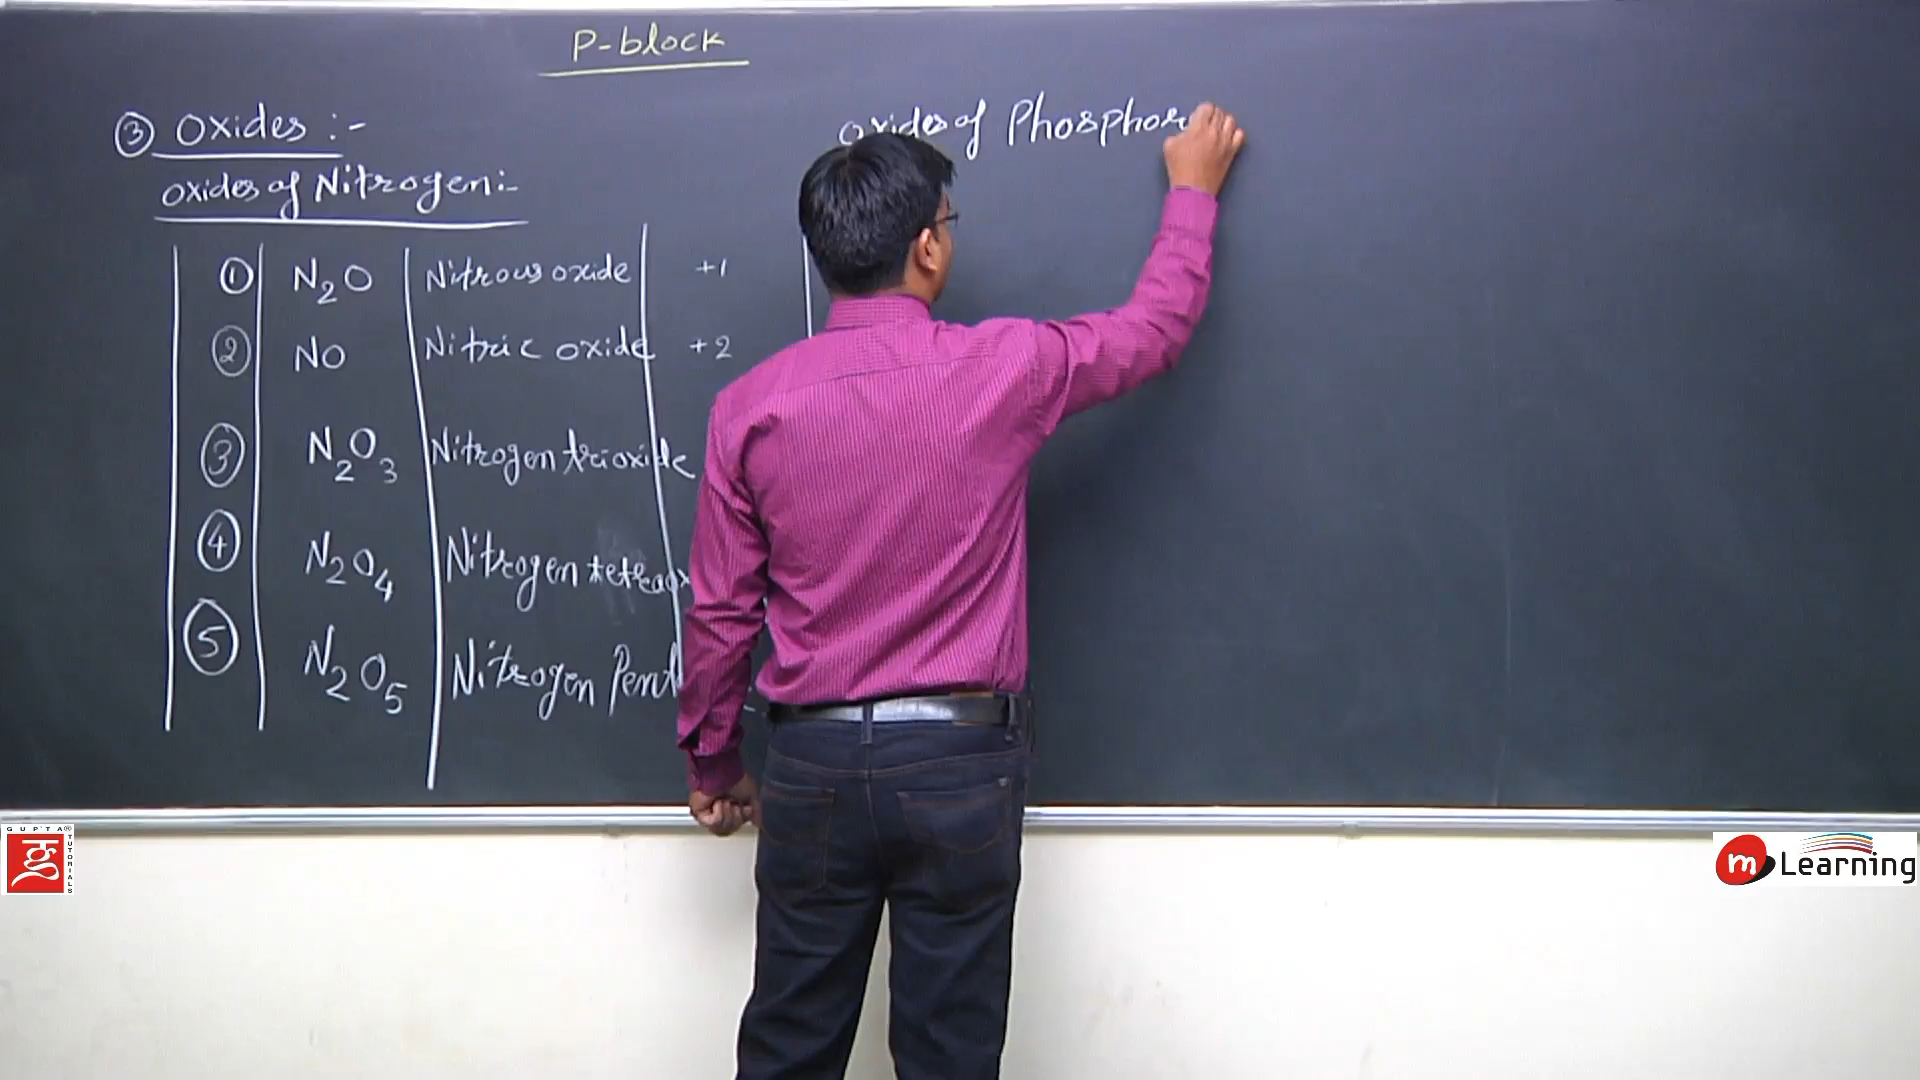 P-block
③ Oxides :-
Oxides of Nitrogen:-
① N2O Nitrous oxide +1
② NO Nitric oxide +2
③ N2O3 Nitrogen trioxide
④ N2O4 Nitrogen tetraox
⑤ N2O5 Nitrogen Pent
Oxides of Phosphor
GUPTA®
TUTORIALS
m Learning